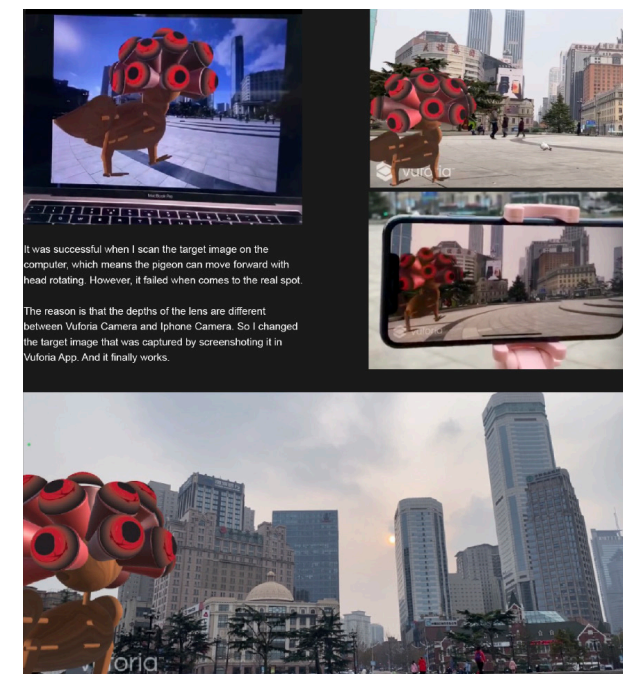 vuforia
MacBook Pro
It was successful when I scan the target image on the
computer, which means the pigeon can move forward with
head rotating. However, it failed when comes to the real spot.
The reason is that the depths of the lens are different
between Vuforia Camera and Iphone Camera. So I changed
the target image that was captured by screenshoting it in
Vuforia App. And it finally works.
vuforia
vuforia